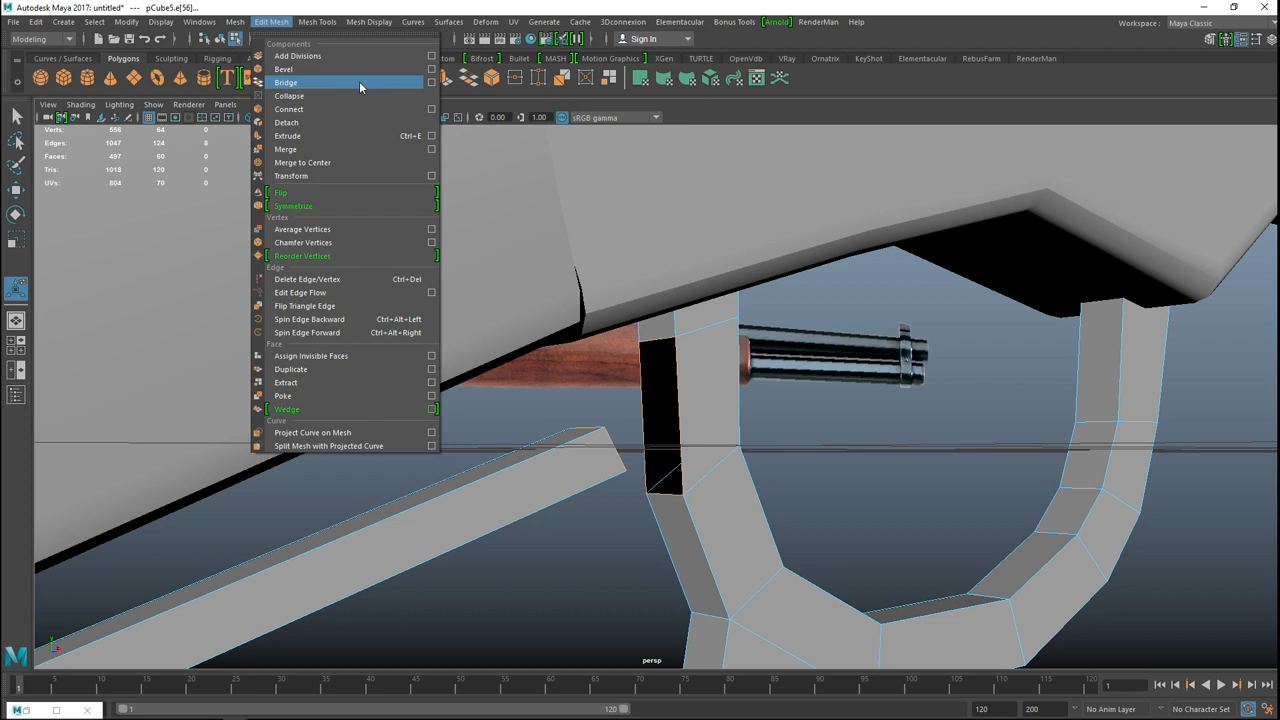 Autodesk Maya 2017: untitled*   ---   pCube5.e[56]...
File Edit Create Select Modify Display Windows Mesh Edit Mesh Mesh Tools Mesh Display Curves Surfaces Deform UV Generate Cache 3Dconnexion Elementacular Bonus Tools [Arnold] RenderMan Help
Workspace : Maya Classic
Modeling
Sign In
Curves / Surfaces Polygons Sculpting Rigging
tom Bifrost Bullet MASH Motion Graphics XGen TURTLE OpenVdb VRay Ornatrix KeyShot Elementacular RebusFarm RenderMan
View Shading Lighting Show Renderer Panels
0.00 1.00 sRGB gamma
Verts: 556 64 0
Edges: 1047 124 8
Faces: 497 60 0
Tris: 1018 120 0
UVs: 804 70 0
Components
Add Divisions
Bevel
Bridge
Collapse
Connect
Detach
Extrude Ctrl+E
Merge
Merge to Center
Transform
Flip
Symmetrize
Vertex
Average Vertices
Chamfer Vertices
Reorder Vertices
Edge
Delete Edge/Vertex Ctrl+Del
Edit Edge Flow
Flip Triangle Edge
Spin Edge Backward Ctrl+Alt+Left
Spin Edge Forward Ctrl+Alt+Right
Face
Assign Invisible Faces
Duplicate
Extract
Poke
Wedge
Curve
Project Curve on Mesh
Split Mesh with Projected Curve
persp
1 5 10 15 20 25 30 35 40 45 50 55 60 65 70 75 80 85 90 95 100 105 110 115 120 1
1 120 120 200 No Anim Layer No Character Set